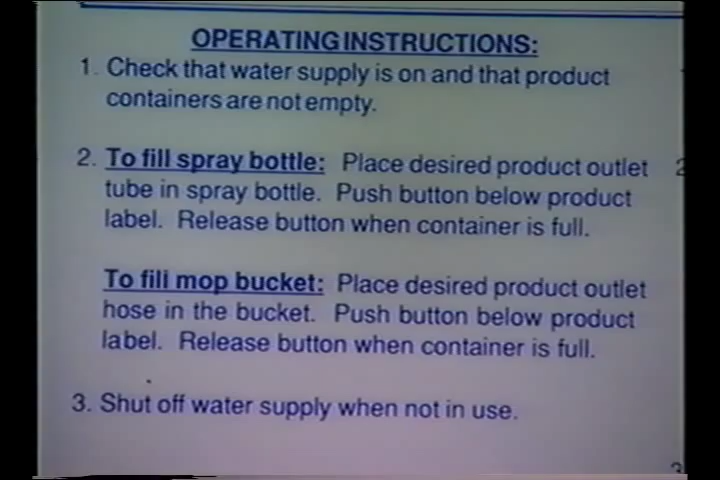 OPERATING INSTRUCTIONS:
1. Check that water supply is on and that product
containers are not empty.
2. To fill spray bottle: Place desired product outlet
tube in spray bottle. Push button below product
label. Release button when container is full.
To fill mop bucket: Place desired product outlet
hose in the bucket. Push button below product
label. Release button when container is full.
3. Shut off water supply when not in use.